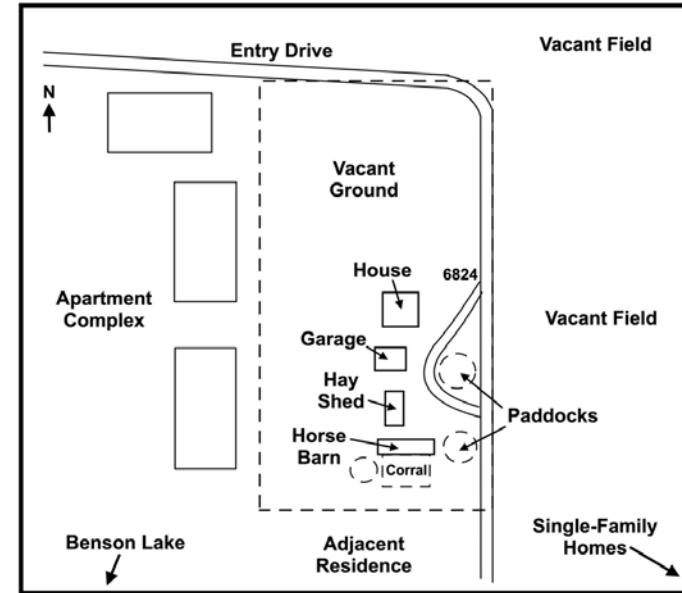 Entry Drive
Vacant Field
N
Vacant
Ground
House
6824
Apartment
Complex
Vacant Field
Garage
Hay
Shed
Paddocks
Horse
Barn
Corral
Benson Lake
Adjacent
Residence
Single-Family
Homes